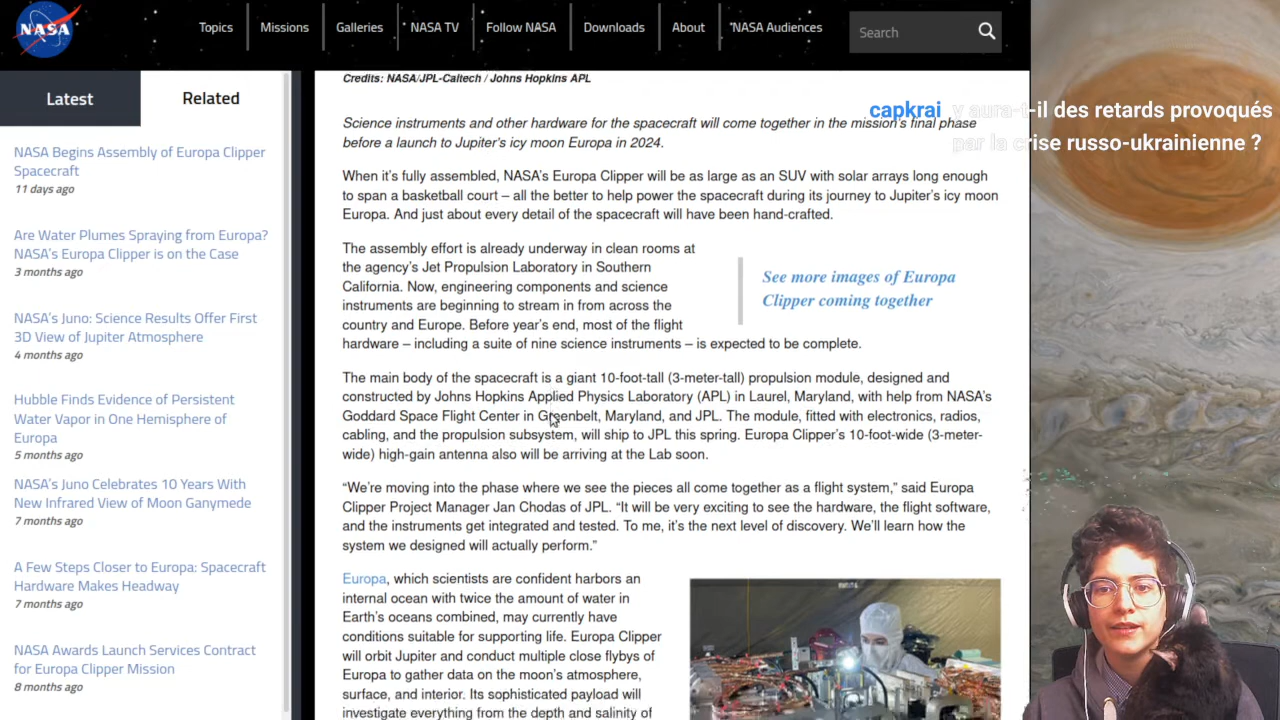 NASA
Topics
Missions
Galleries
NASA TV
Follow NASA
Downloads
About
NASA Audiences
Search
Latest
Related
NASA Begins Assembly of Europa Clipper
Spacecraft
11 days ago
Are Water Plumes Spraying from Europa?
NASA's Europa Clipper is on the Case
3 months ago
NASA's Juno: Science Results Offer First
3D View of Jupiter Atmosphere
4 months ago
Hubble Finds Evidence of Persistent
Water Vapor in One Hemisphere of
Europa
5 months ago
NASA's Juno Celebrates 10 Years With
New Infrared View of Moon Ganymede
7 months ago
A Few Steps Closer to Europa: Spacecraft
Hardware Makes Headway
7 months ago
NASA Awards Launch Services Contract
for Europa Clipper Mission
8 months ago
Credits: NASA/JPL-Caltech / Johns Hopkins APL
Science instruments and other hardware for the spacecraft will come together in the mission's final phase
before a launch to Jupiter's icy moon Europa in 2024.
When it's fully assembled, NASA's Europa Clipper will be as large as an SUV with solar arrays long enough
to span a basketball court – all the better to help power the spacecraft during its journey to Jupiter's icy moon
Europa. And just about every detail of the spacecraft will have been hand-crafted.
The assembly effort is already underway in clean rooms at
the agency's Jet Propulsion Laboratory in Southern
California. Now, engineering components and science
instruments are beginning to stream in from across the
country and Europe. Before year's end, most of the flight
hardware – including a suite of nine science instruments – is expected to be complete.
See more images of Europa
Clipper coming together
The main body of the spacecraft is a giant 10-foot-tall (3-meter-tall) propulsion module, designed and
constructed by Johns Hopkins Applied Physics Laboratory (APL) in Laurel, Maryland, with help from NASA's
Goddard Space Flight Center in Greenbelt, Maryland, and JPL. The module, fitted with electronics, radios,
cabling, and the propulsion subsystem, will ship to JPL this spring. Europa Clipper's 10-foot-wide (3-meter-
wide) high-gain antenna also will be arriving at the Lab soon.
“We're moving into the phase where we see the pieces all come together as a flight system,” said Europa
Clipper Project Manager Jan Chodas of JPL. “It will be very exciting to see the hardware, the flight software,
and the instruments get integrated and tested. To me, it's the next level of discovery. We'll learn how the
system we designed will actually perform.”
Europa, which scientists are confident harbors an
internal ocean with twice the amount of water in
Earth's oceans combined, may currently have
conditions suitable for supporting life. Europa Clipper
will orbit Jupiter and conduct multiple close flybys of
Europa to gather data on the moon's atmosphere,
surface, and interior. Its sophisticated payload will
investigate everything from the depth and salinity of
capkrai y aura-t-il des retards provoqués
par la crise russo-ukrainienne ?